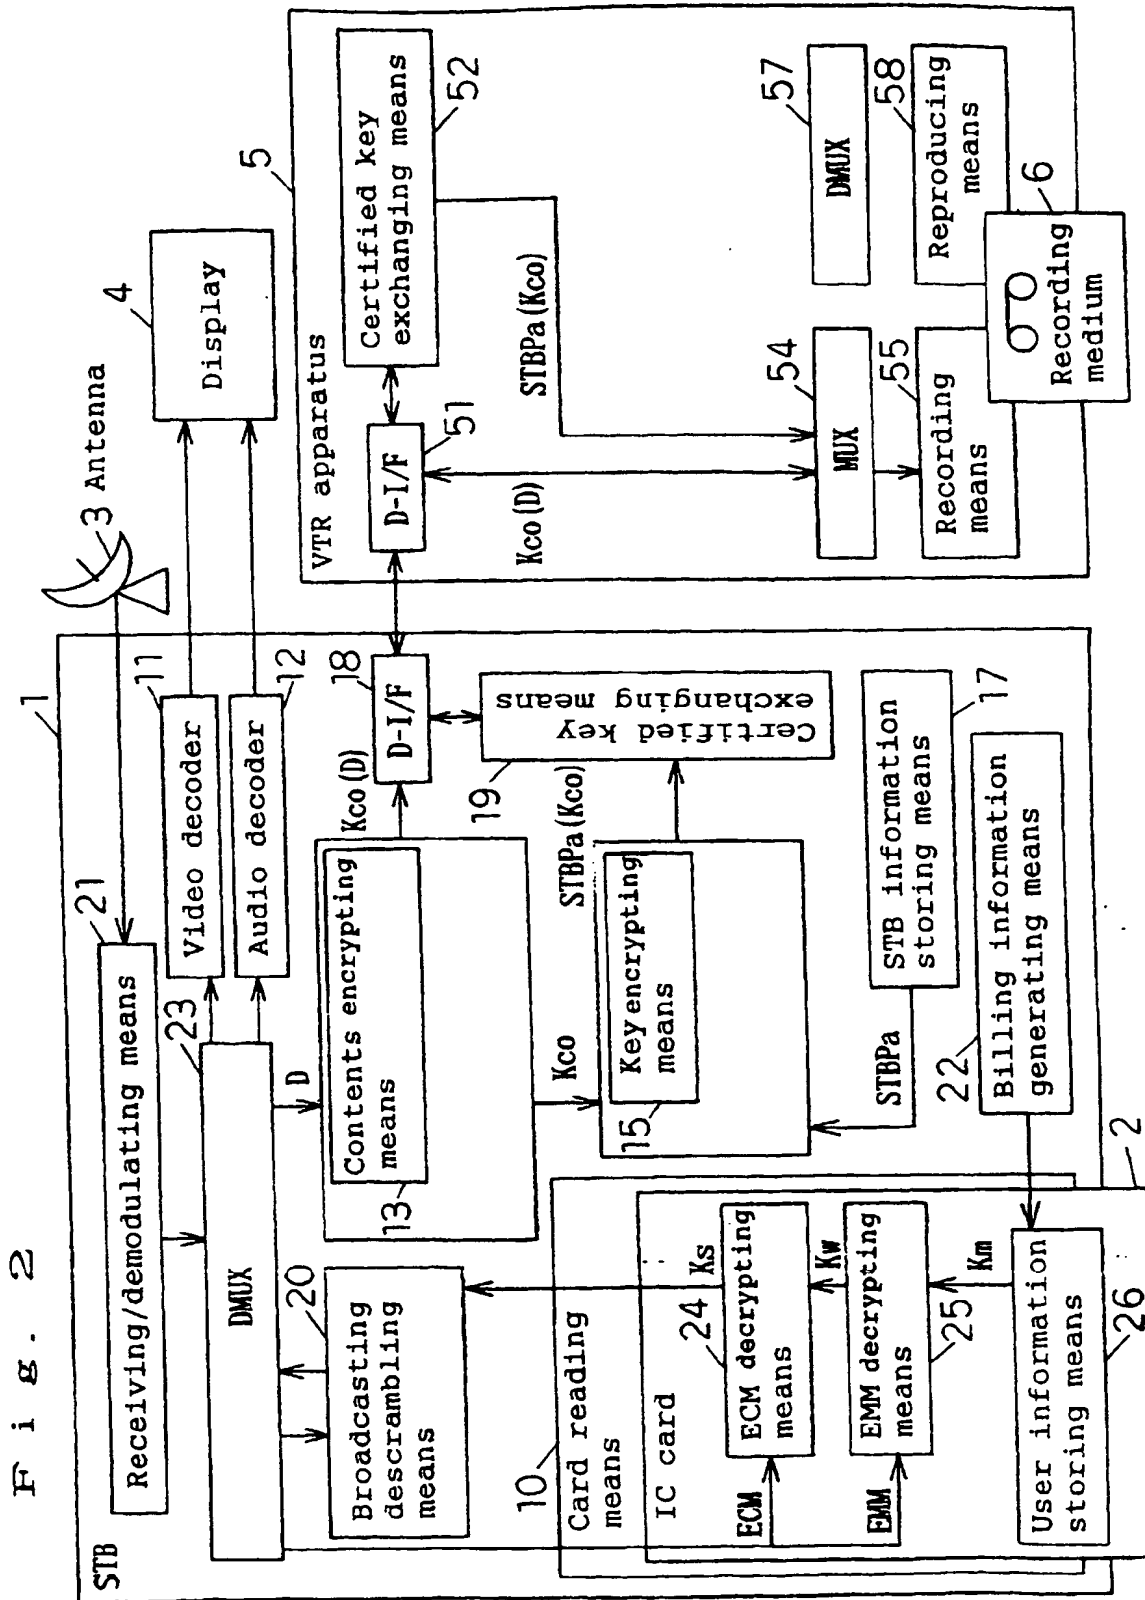 Fig. 2
1
STB
21
Receiving/demodulating means
3
Antenna
4
Display
11
Video decoder
12
Audio decoder
23
DMUX
D
20
Broadcasting
descrambling
means
Contents encrypting
means
13
Kco(D)
18
D-I/F
19
Certified key
exchanging means
Kco
Key encrypting
means
15
STBPa(Kco)
STB information
storing means
17
STBPa
22
Billing information
generating means
10
Card reading
means
2
IC card
ECM
ECM decrypting
means
24
Ks
Kw
EMM
EMM decrypting
means
25
Km
User information
storing means
26
5
VTR apparatus
D-I/F
51
Certified key
exchanging means
52
STBPa(Kco)
Kco(D)
54
MUX
55
Recording
means
57
DMUX
58
Reproducing
means
6
Recording
medium